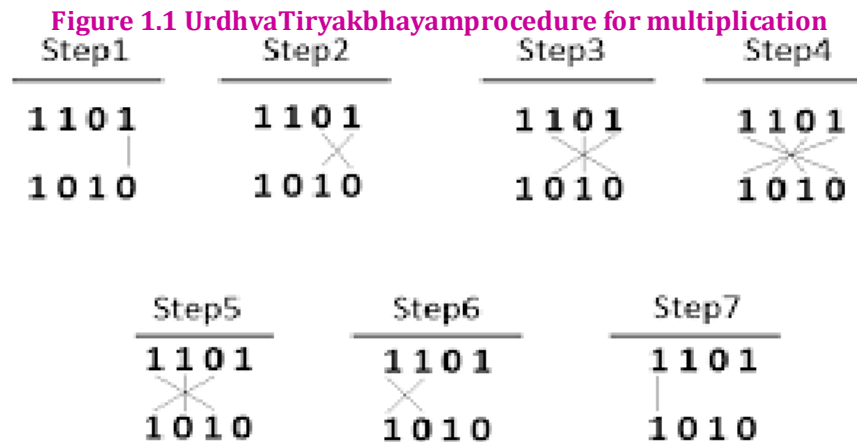 Figure 1.1 UrdhvaTiryakbhayamprocedure for multiplication
Step1 Step2 Step3 Step4
1101 1101 1101 1101
1010 1010 1010 1010
Step5 Step6 Step7
1101 1101 1101
1010 1010 1010